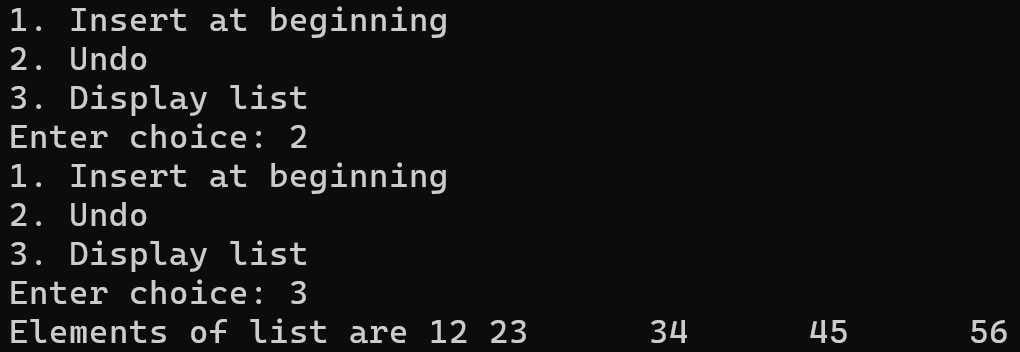 1. Insert at beginning
2. Undo
3. Display list
Enter choice: 2
1. Insert at beginning
2. Undo
3. Display list
Enter choice: 3
Elements of list are 12 23      34      45      56